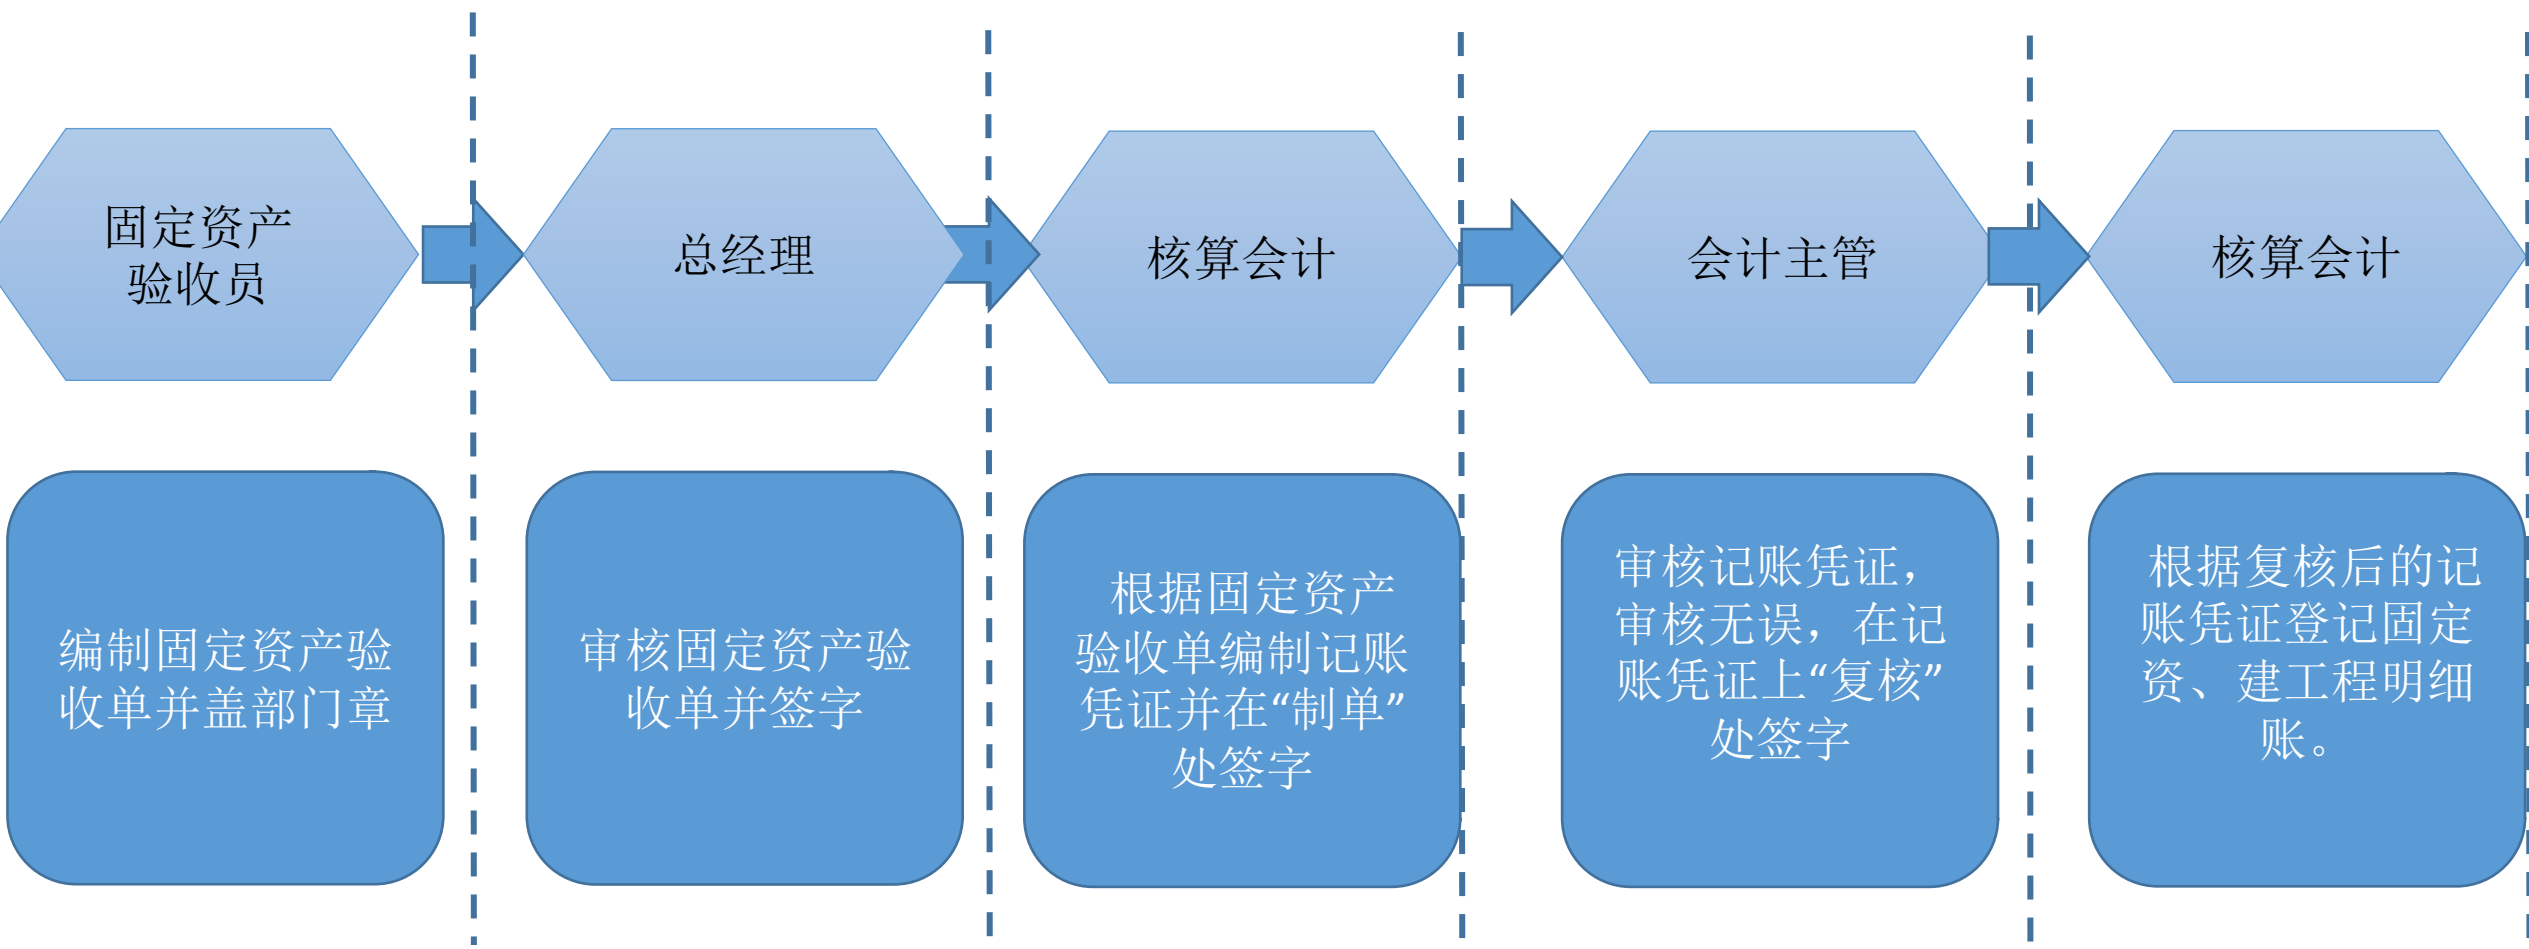 固定资产
验收员
总经理
核算会计
会计主管
核算会计
编制固定资产验
收单并盖部门章
审核固定资产验
收单并签字
根据固定资产
验收单编制记账
凭证并在“制单”
处签字
审核记账凭证，
审核无误，在记
账凭证上“复核”
处签字
根据复核后的记
账凭证登记固定
资、建工程明细
账。